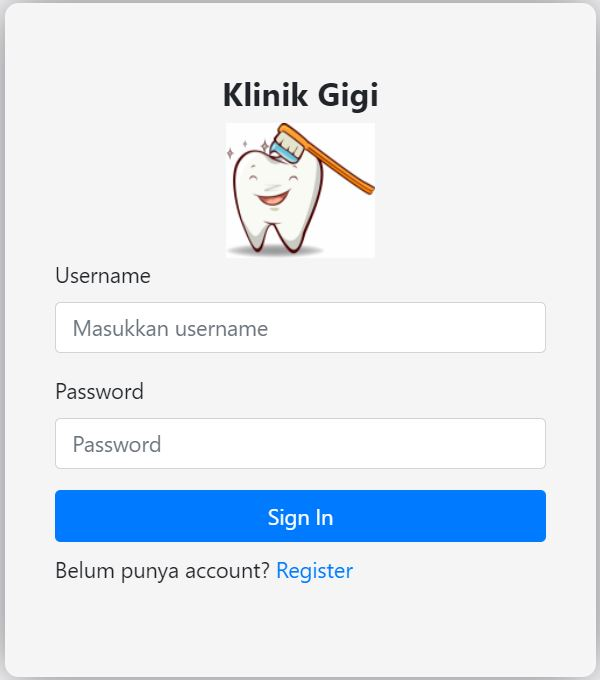 Klinik Gigi
Username
Masukkan username
Password
Password
Sign In
Belum punya account? Register